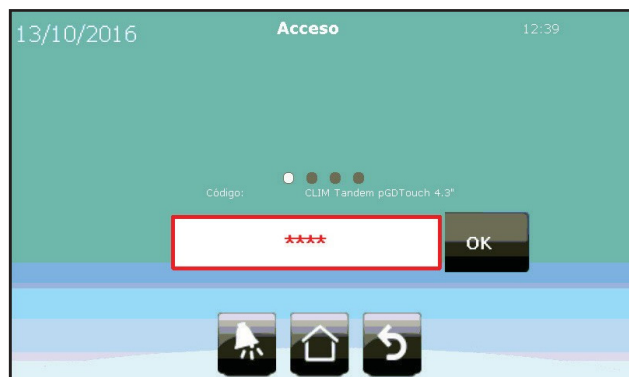 13/10/2016 Acceso 12:39
Código: CLIM Tandem pGDTouch 4.3"
**** OK